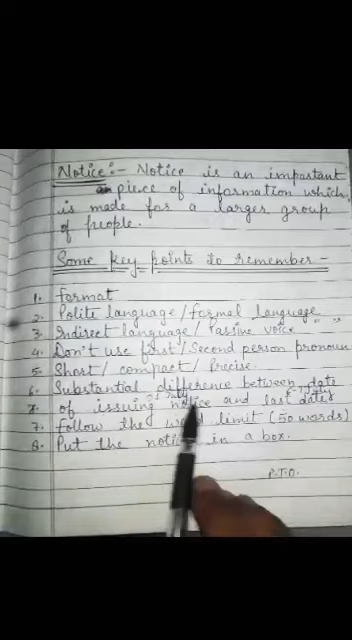 Notice :- Notice is an important
piece of information which
is made for a larger group
of people.
Some key points to remember -
1. Format
2. Polite language / formal language
3. Indirect language / Passive voice " "
4. Don't use first / Second person pronoun
5. Short / compact / Precise.
6. Substantial difference between date
of issuing notice and last date
7. Follow the word limit (50 words)
8. Put the notice in a box.
P.T.O.